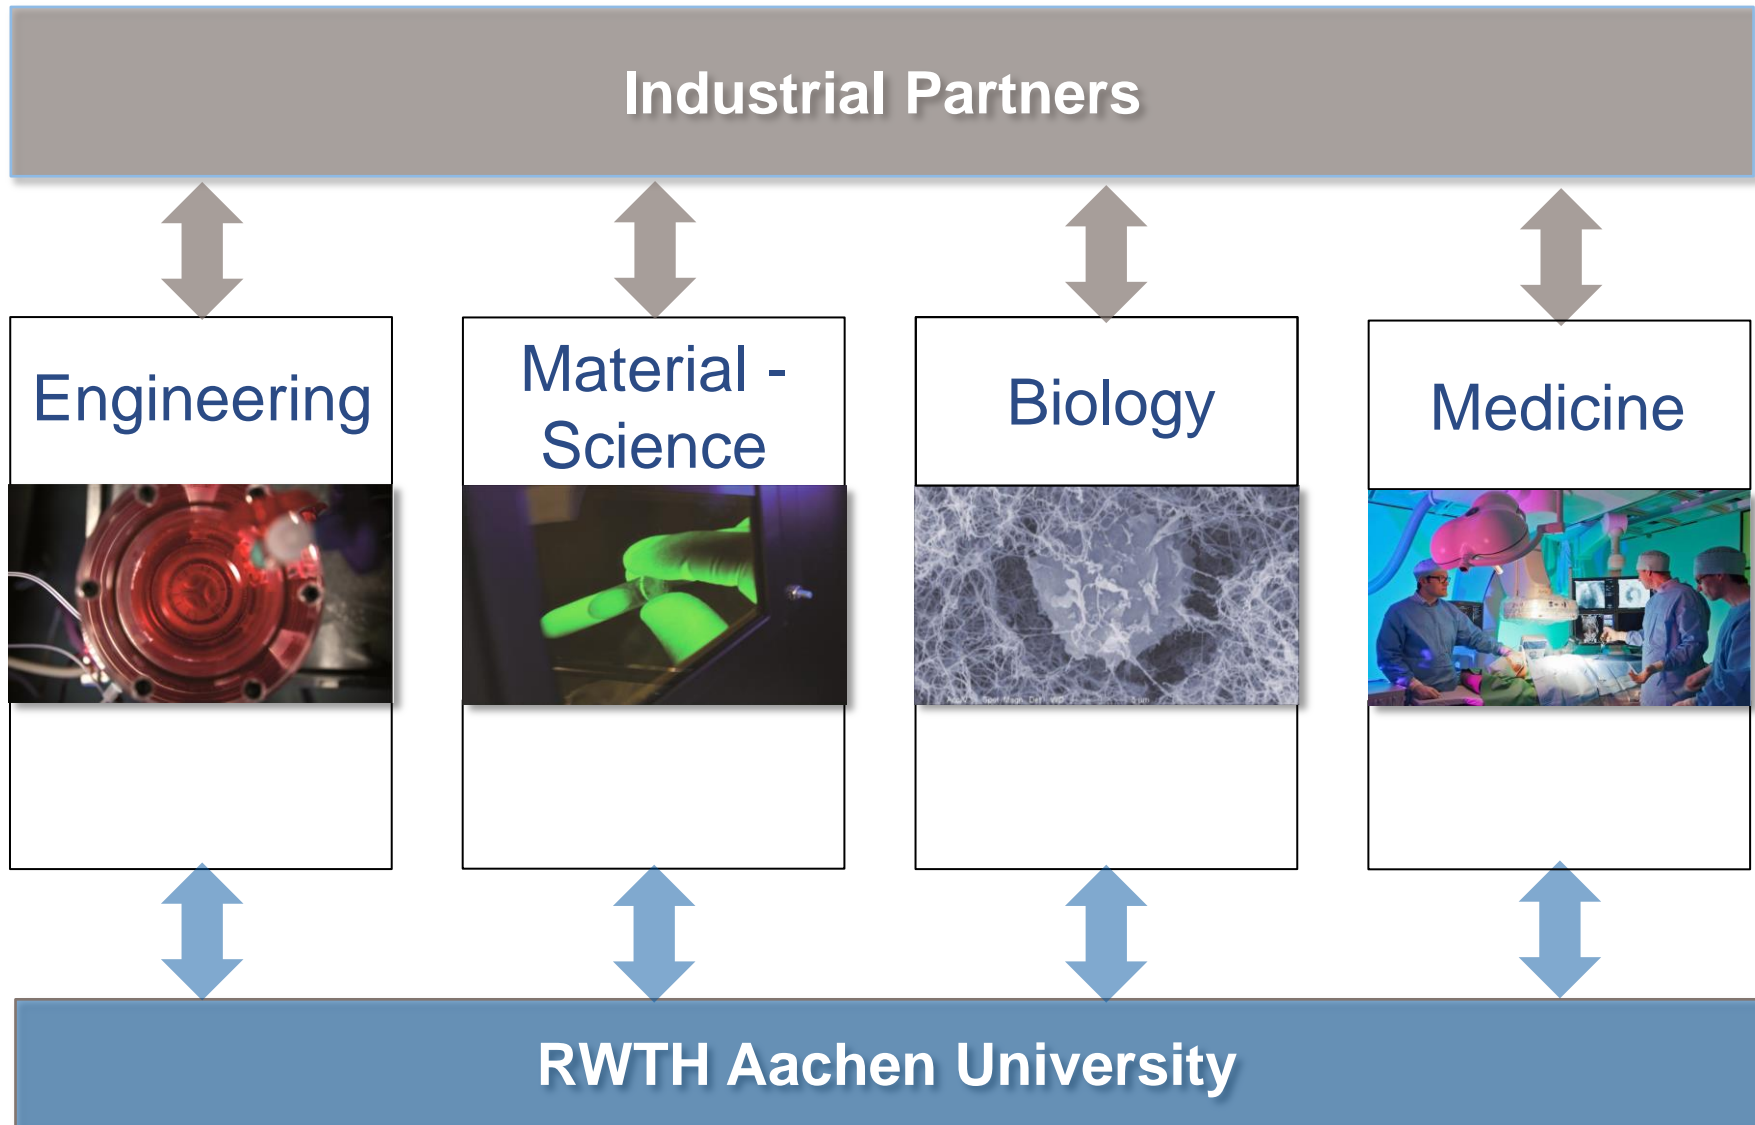 Industrial Partners
Engineering
Material -
Science
Biology
Medicine
RWTH Aachen University